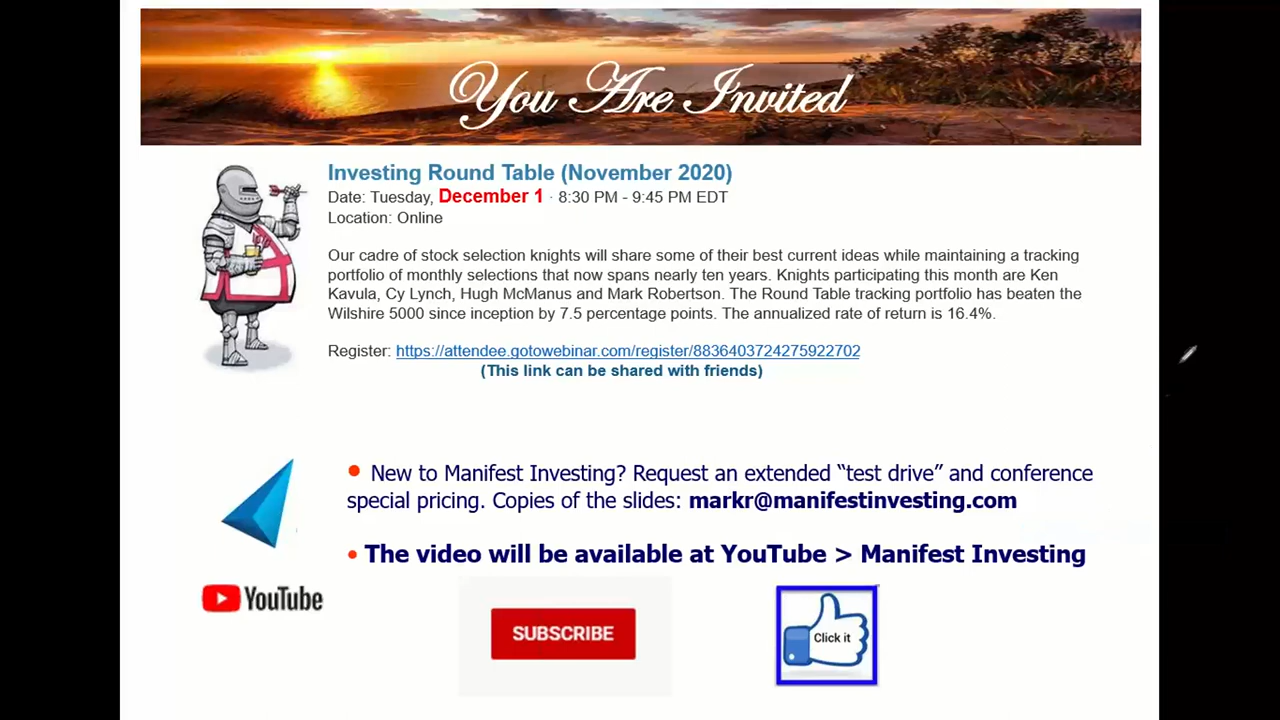 You Are Invited
Investing Round Table (November 2020)
Date: Tuesday, December 1 · 8:30 PM - 9:45 PM EDT
Location: Online
Our cadre of stock selection knights will share some of their best current ideas while maintaining a tracking
portfolio of monthly selections that now spans nearly ten years. Knights participating this month are Ken
Kavula, Cy Lynch, Hugh McManus and Mark Robertson. The Round Table tracking portfolio has beaten the
Wilshire 5000 since inception by 7.5 percentage points. The annualized rate of return is 16.4%.
Register: https://attendee.gotowebinar.com/register/8836403724275922702
(This link can be shared with friends)
• New to Manifest Investing? Request an extended “test drive” and conference
special pricing. Copies of the slides: markr@manifestinvesting.com
• The video will be available at YouTube > Manifest Investing
YouTube
SUBSCRIBE
Click it